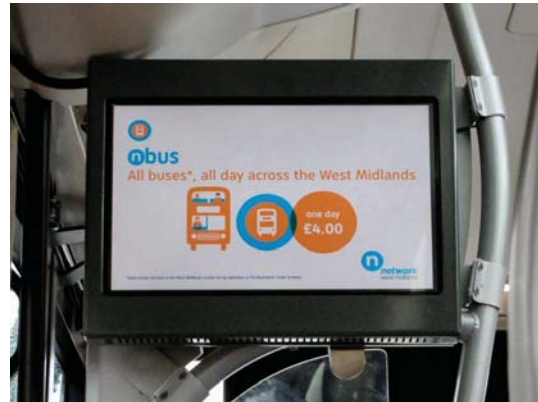 nbus
All buses*, all day across the West Midlands
one day
£4.00
n
network
west midlands